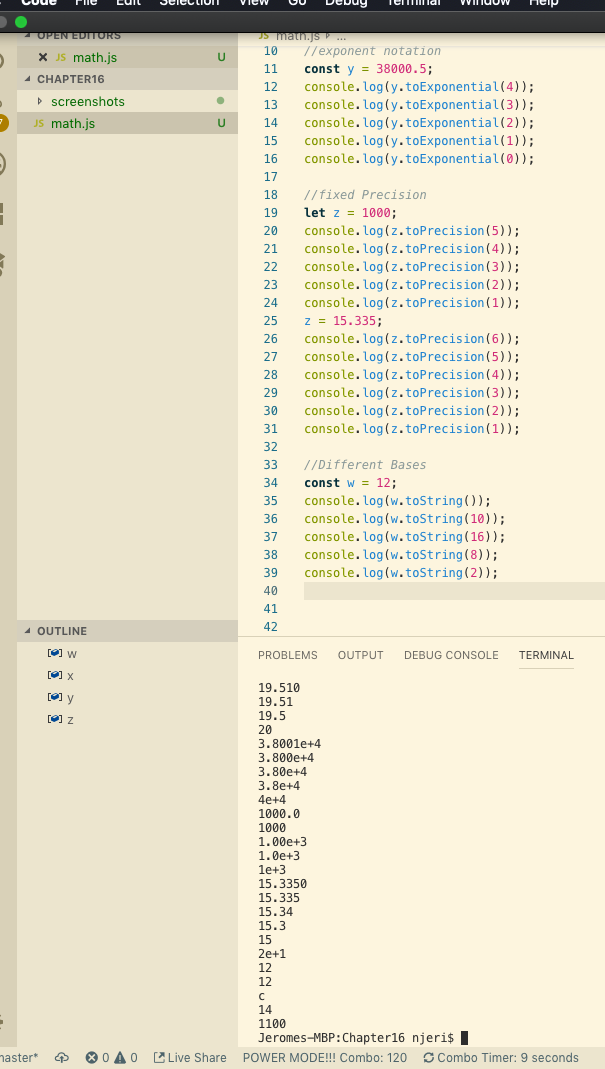 Code File Edit Selection View Go Debug Terminal Window Help
OPEN EDITORS
JS math.js U
CHAPTER16
screenshots
JS math.js U
JS math.js ...
10 //exponent notation
11 const y = 38000.5;
12 console.log(y.toExponential(4));
13 console.log(y.toExponential(3));
14 console.log(y.toExponential(2));
15 console.log(y.toExponential(1));
16 console.log(y.toExponential(0));
17
18 //fixed Precision
19 let z = 1000;
20 console.log(z.toPrecision(5));
21 console.log(z.toPrecision(4));
22 console.log(z.toPrecision(3));
23 console.log(z.toPrecision(2));
24 console.log(z.toPrecision(1));
25 z = 15.335;
26 console.log(z.toPrecision(6));
27 console.log(z.toPrecision(5));
28 console.log(z.toPrecision(4));
29 console.log(z.toPrecision(3));
30 console.log(z.toPrecision(2));
31 console.log(z.toPrecision(1));
32
33 //Different Bases
34 const w = 12;
35 console.log(w.toString());
36 console.log(w.toString(10));
37 console.log(w.toString(16));
38 console.log(w.toString(8));
39 console.log(w.toString(2));
40
41
42
OUTLINE
w
x
y
z
PROBLEMS OUTPUT DEBUG CONSOLE TERMINAL
19.510
19.51
19.5
20
3.8001e+4
3.800e+4
3.80e+4
3.8e+4
4e+4
1000.0
1000
1.00e+3
1.0e+3
1e+3
15.3350
15.335
15.34
15.3
15
2e+1
12
12
c
14
1100
Jeromes-MBP:Chapter16 njeri$
master* 0 0 Live Share POWER MODE!!! Combo: 120 Combo Timer: 9 seconds